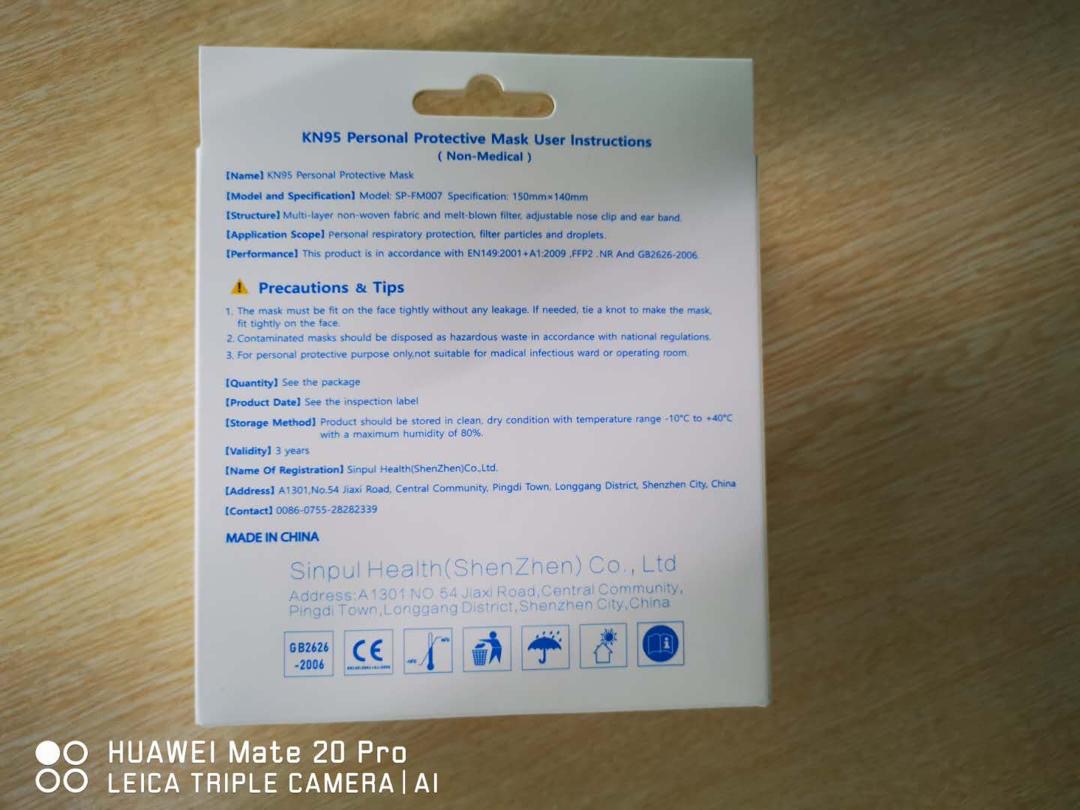 KN95 Personal Protective Mask User Instructions
( Non-Medical )
【Name】 KN95 Personal Protective Mask
【Model and Specification】 Model: SP-FM007 Specification: 150mm×140mm
【Structure】 Multi-layer non-woven fabric and melt-blown filter, adjustable nose clip and ear band.
【Application Scope】 Personal respiratory protection, filter particles and droplets.
【Performance】 This product is in accordance with EN149:2001+A1:2009 ,FFP2 . NR And GB2626-2006.
Precautions & Tips
1. The mask must be fit on the face tightly without any leakage. If needed, tie a knot to make the mask,
fit tightly on the face.
2. Contaminated masks should be disposed as hazardous waste in accordance with national regulations.
3. For personal protective purpose only,not suitable for madical infectious ward or operating room.
【Quantity】 See the package
【Product Date】 See the inspection label
【Storage Method】 Product should be stored in clean, dry condition with temperature range -10°C to +40°C
with a maximum humidity of 80%.
【Validity】 3 years
【Name Of Registration】 Sinpul Health(ShenZhen)Co.,Ltd.
【Address】 A1301,No.54 Jiaxi Road, Central Community, Pingdi Town, Longgang District, Shenzhen City, China
【Contact】 0086-0755-28282339
MADE IN CHINA
Sinpul Health(ShenZhen) Co., Ltd
Address:A1301 NO 54 Jiaxi Road,Central Community,
Pingdi Town,Longgang District,Shenzhen City,China
GB2626
-2006
CE
HUAWEI Mate 20 Pro
LEICA TRIPLE CAMERA | AI